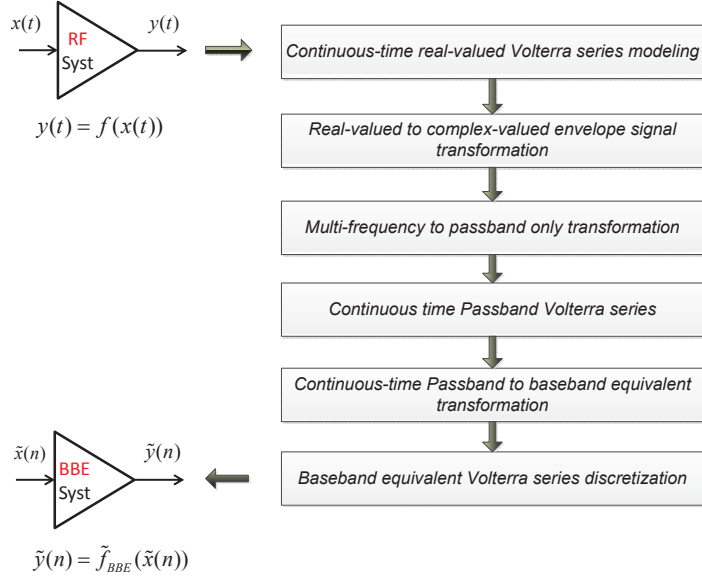 x(t)
y(t)
RF
Syst
y(t) = f(x(t))
Continuous-time real-valued Volterra series modeling
Real-valued to complex-valued envelope signal
transformation
Multi-frequency to passband only transformation
Continuous time Passband Volterra series
Continuous-time Passband to baseband equivalent
transformation
Baseband equivalent Volterra series discretization
x̃(n)
ỹ(n)
BBE
Syst
ỹ(n) = f̃_BBE(x̃(n))